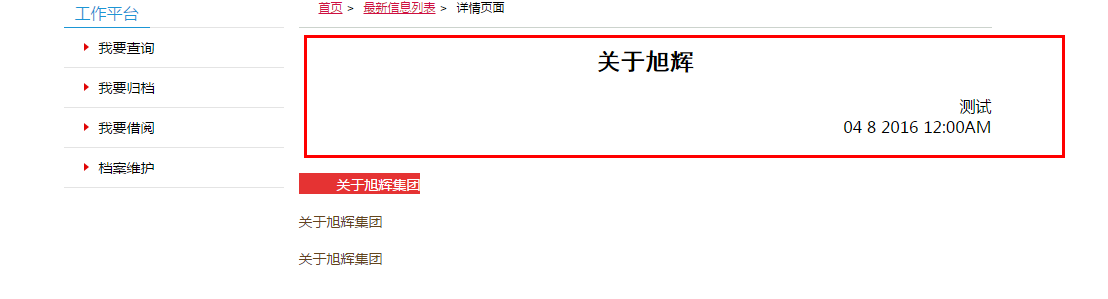 工作平台
我要查询
我要归档
我要借阅
档案维护
首页 > 最新信息列表 > 详情页面
关于旭辉
测试
04 8 2016 12:00AM
关于旭辉集团
关于旭辉集团
关于旭辉集团